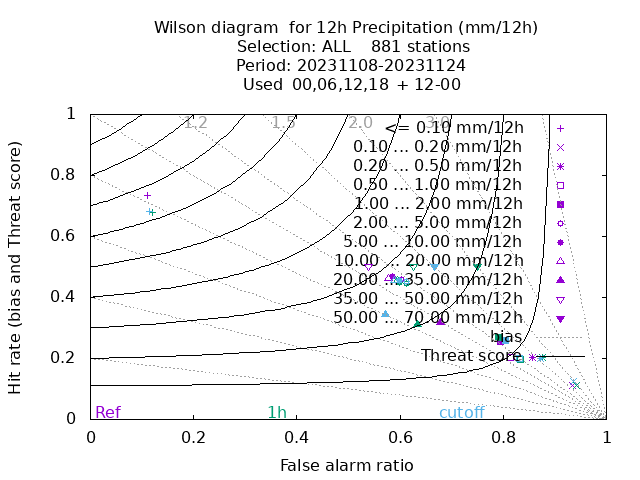 Wilson diagram  for 12h Precipitation (mm/12h)
Selection: ALL    881 stations
Period: 20231108-20231124
Used  00,06,12,18  + 12-00
1.2 1.5 2.0 3.0
<= 0.10 mm/12h
0.10 ... 0.20 mm/12h
0.20 ... 0.50 mm/12h
0.50 ... 1.00 mm/12h
1.00 ... 2.00 mm/12h
2.00 ... 5.00 mm/12h
5.00 ... 10.00 mm/12h
10.00 ... 20.00 mm/12h
20.00 ... 35.00 mm/12h
35.00 ... 50.00 mm/12h
50.00 ... 70.00 mm/12h
bias
Threat score
Hit rate (bias and Threat score)
1
0.8
0.6
0.4
0.2
0
Ref 1h cutoff
0 0.2 0.4 0.6 0.8 1
False alarm ratio